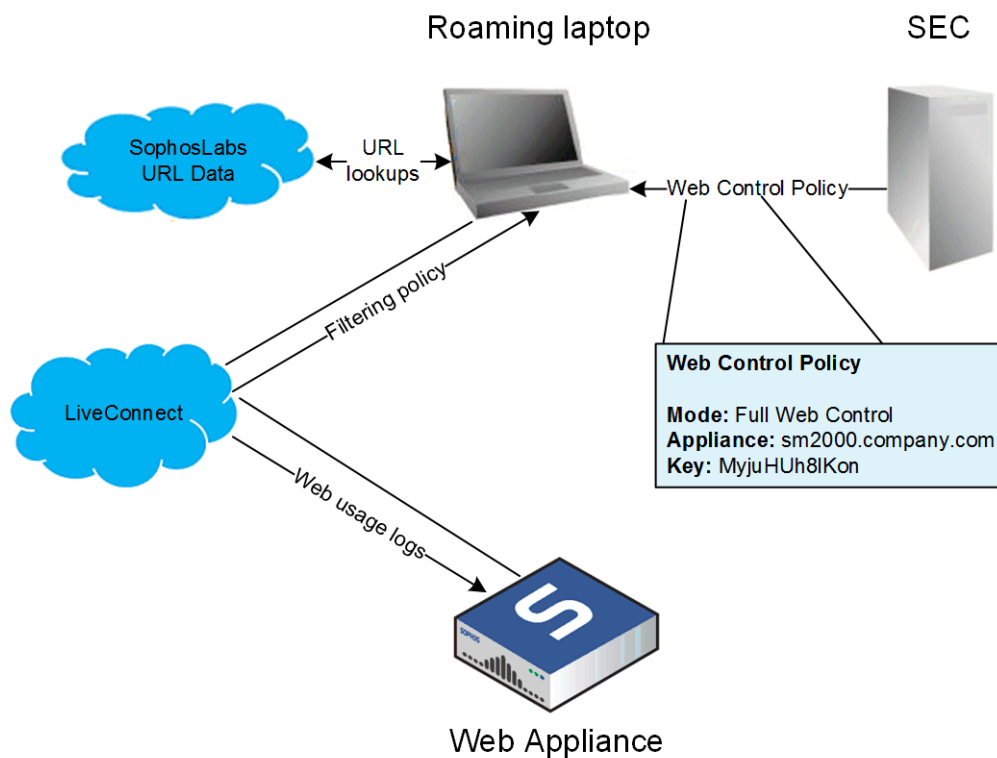 Roaming laptop
SEC
SophosLabs
URL Data
URL
lookups
Web Control Policy
Filtering policy
LiveConnect
Web Control Policy
Mode: Full Web Control
Appliance: sm2000.company.com
Key: MyjuHUh8IKon
Web usage logs
SOPHOS
S
Web Appliance